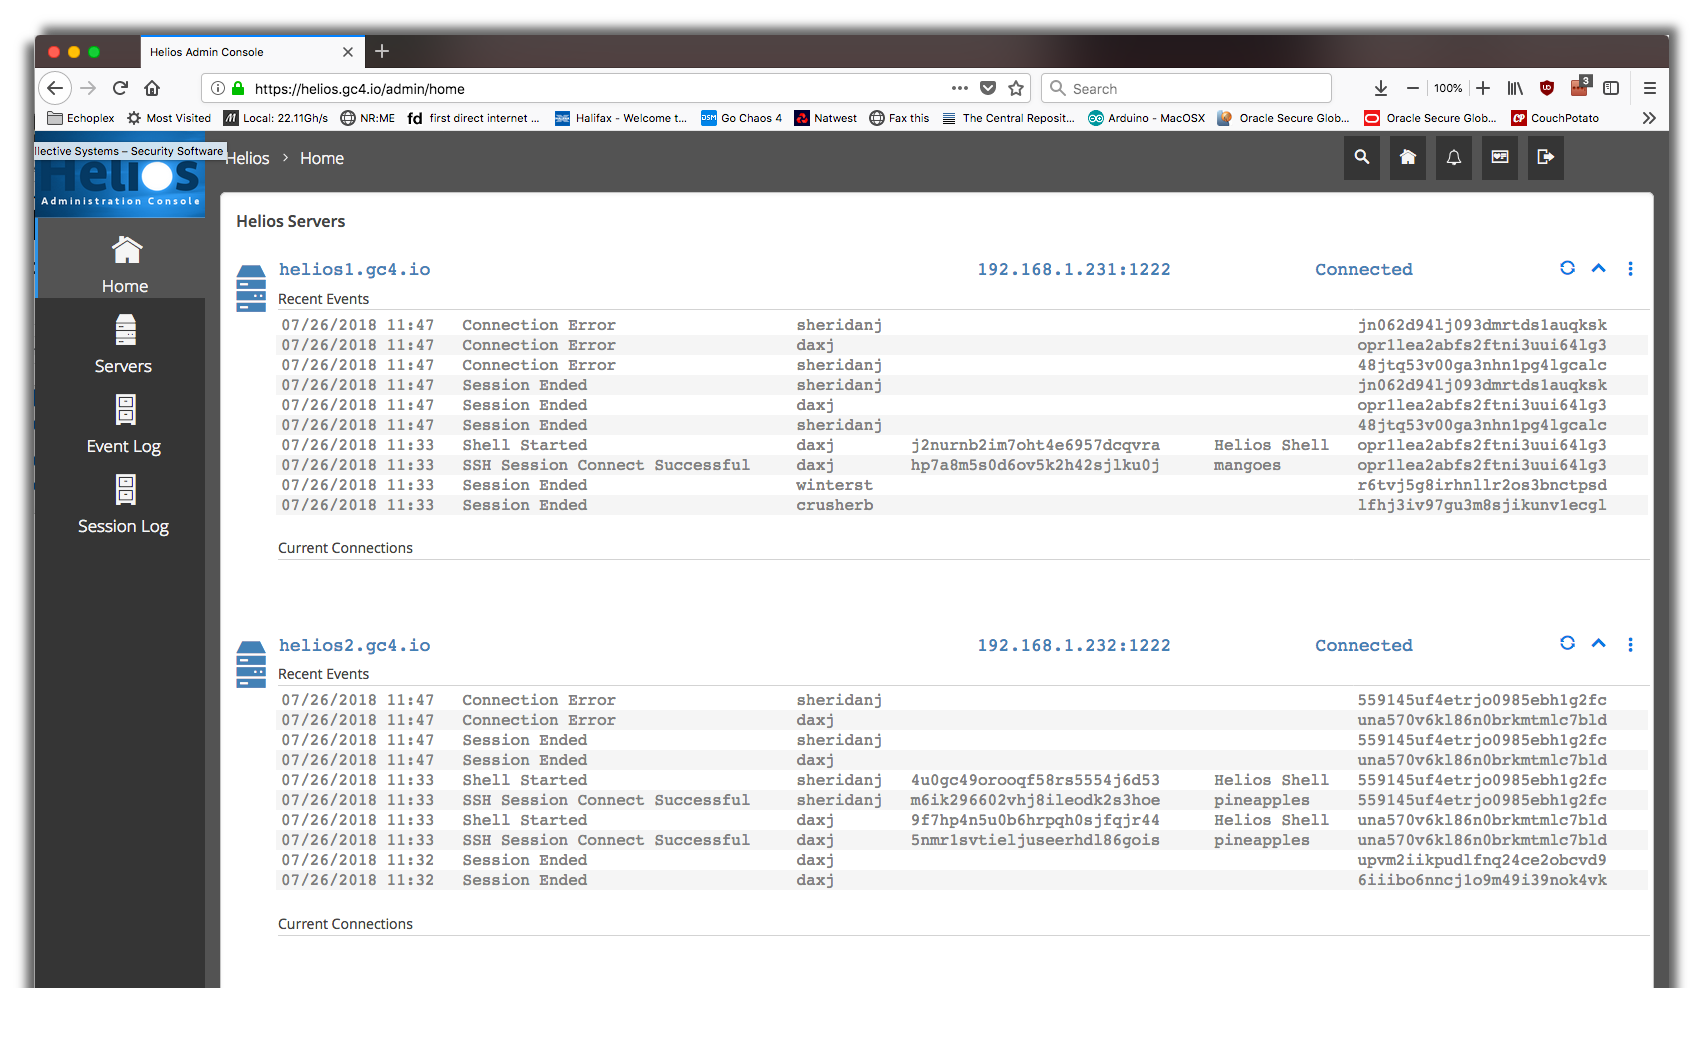 Helios Admin Console
https://helios.gc4.io/admin/home
Search
100%
3
Echoplex Most Visited Local: 22.11Gh/s NR:ME fd first direct internet ... Halifax - Welcome t... Go Chaos 4 Natwest Fax this The Central Reposit... Arduino - MacOSX Oracle Secure Glob... Oracle Secure Glob... CouchPotato
llective Systems – Security Software
Helios > Home
Helios
Administration Console
Home
Servers
Event Log
Session Log
Helios Servers
helios1.gc4.io 192.168.1.231:1222 Connected
Recent Events
07/26/2018 11:47 Connection Error sheridanj jn062d94lj093dmrtds1auqksk
07/26/2018 11:47 Connection Error daxj opr1lea2abfs2ftni3uui64lg3
07/26/2018 11:47 Connection Error sheridanj 48jtq53v00ga3nhn1pg4lgcalc
07/26/2018 11:47 Session Ended sheridanj jn062d94lj093dmrtds1auqksk
07/26/2018 11:47 Session Ended daxj opr1lea2abfs2ftni3uui64lg3
07/26/2018 11:47 Session Ended sheridanj 48jtq53v00ga3nhn1pg4lgcalc
07/26/2018 11:33 Shell Started daxj j2nurnb2im7oht4e6957dcqvra Helios Shell opr1lea2abfs2ftni3uui64lg3
07/26/2018 11:33 SSH Session Connect Successful daxj hp7a8m5s0d6ov5k2h42sjlku0j mangoes opr1lea2abfs2ftni3uui64lg3
07/26/2018 11:33 Session Ended winterst r6tvj5g8irhnllr2os3bnctpsd
07/26/2018 11:33 Session Ended crusherb lfhj3iv97gu3m8sjikunv1ecgl
Current Connections
helios2.gc4.io 192.168.1.232:1222 Connected
Recent Events
07/26/2018 11:47 Connection Error sheridanj 559145uf4etrjo0985ebh1g2fc
07/26/2018 11:47 Connection Error daxj una570v6kl86n0brkmtmlc7bld
07/26/2018 11:47 Session Ended sheridanj 559145uf4etrjo0985ebh1g2fc
07/26/2018 11:47 Session Ended daxj una570v6kl86n0brkmtmlc7bld
07/26/2018 11:33 Shell Started sheridanj 4u0gc49orooqf58rs5554j6d53 Helios Shell 559145uf4etrjo0985ebh1g2fc
07/26/2018 11:33 SSH Session Connect Successful sheridanj m6ik296602vhj8ileodk2s3hoe pineapples 559145uf4etrjo0985ebh1g2fc
07/26/2018 11:33 Shell Started daxj 9f7hp4n5u0b6hrpqh0sjfqjr44 Helios Shell una570v6kl86n0brkmtmlc7bld
07/26/2018 11:33 SSH Session Connect Successful daxj 5nmr1svtieljuseerhdl86gois pineapples una570v6kl86n0brkmtmlc7bld
07/26/2018 11:32 Session Ended daxj upvm2iikpudlfnq24ce2obcvd9
07/26/2018 11:32 Session Ended daxj 6iiibo6nncj1o9m49i39nok4vk
Current Connections